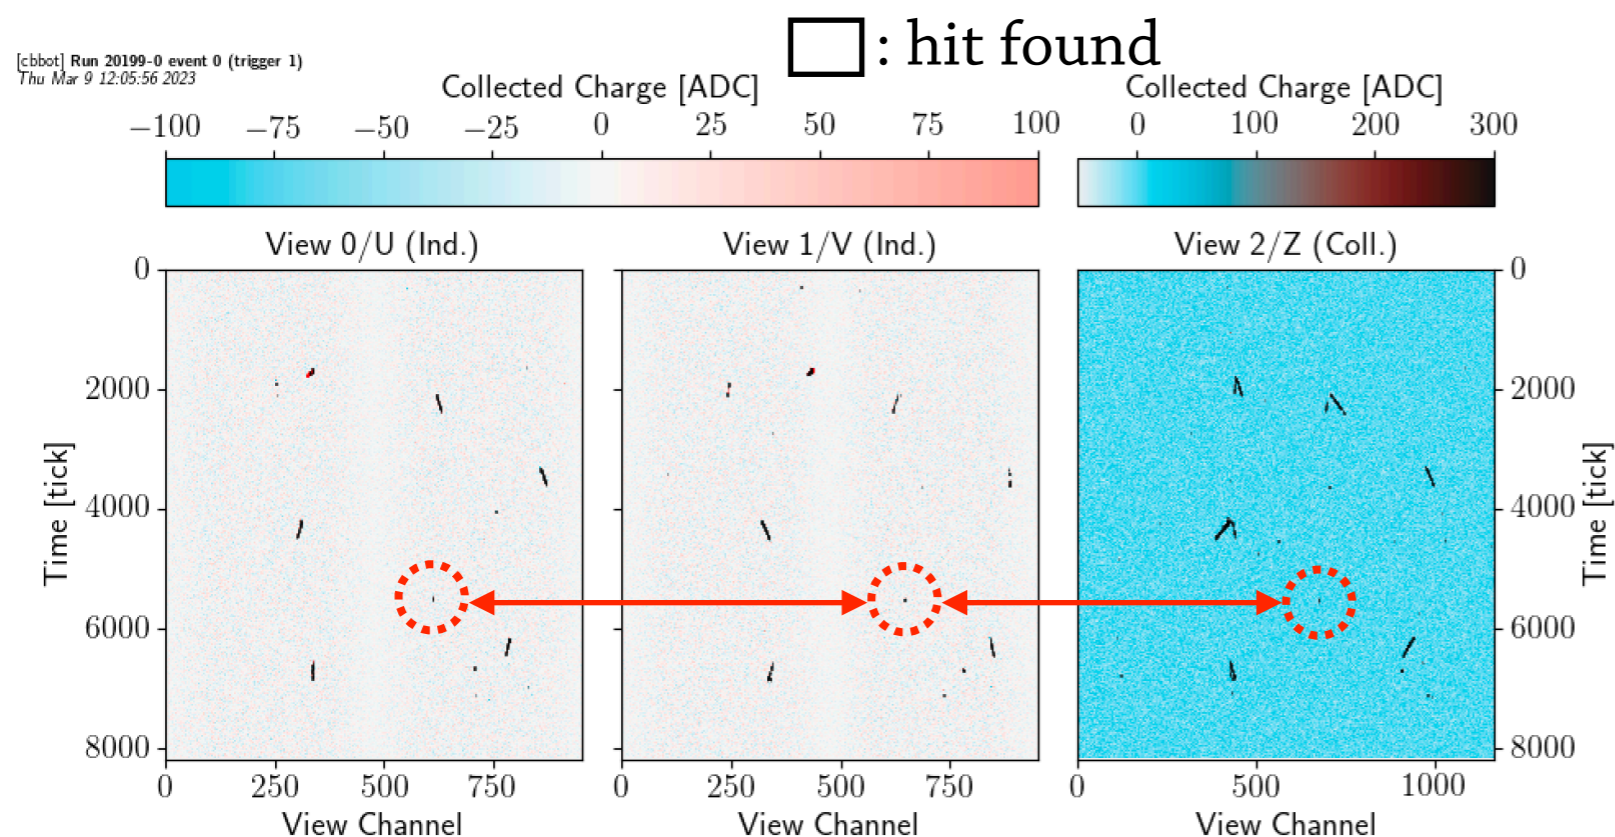 : hit found
[cbbot] Run 20199-0 event 0 (trigger 1)
Thu Mar 9 12:05:56 2023
Collected Charge [ADC]
Collected Charge [ADC]
−100 −75 −50 −25 0 25 50 75 100
0 100 200 300
View 0/U (Ind.)
View 1/V (Ind.)
View 2/Z (Coll.)
Time [tick]
0
2000
4000
6000
8000
0 250 500 750
View Channel
0 250 500 750
View Channel
0 500 1000
View Channel
0
2000
4000
6000
8000
Time [tick]